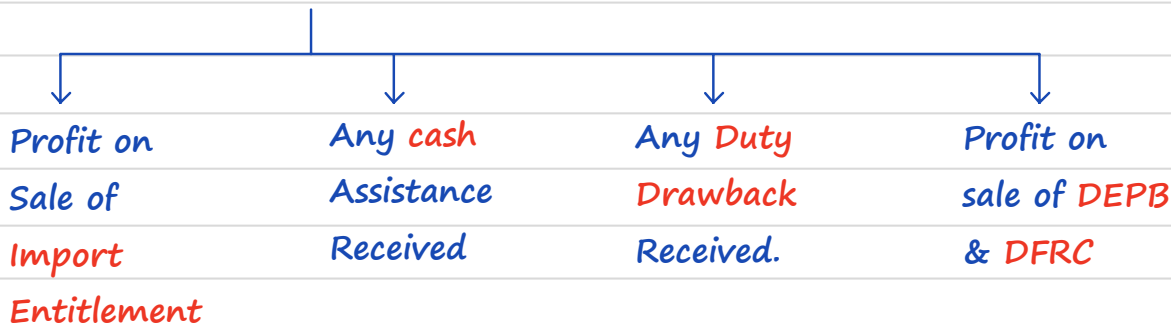 Profit on
Sale of
Import
Entitlement
Any cash
Assistance
Received
Any Duty
Drawback
Received.
Profit on
sale of DEPB
& DFRC